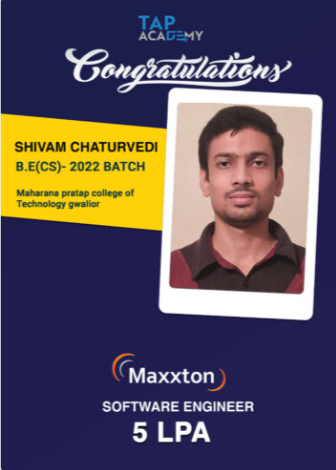 TAP
ACADEMY
Congratulations
SHIVAM CHATURVEDI
B.E(CS)- 2022 BATCH
Maharana pratap college of
Technology gwalior
Maxxton
SOFTWARE ENGINEER
5 LPA